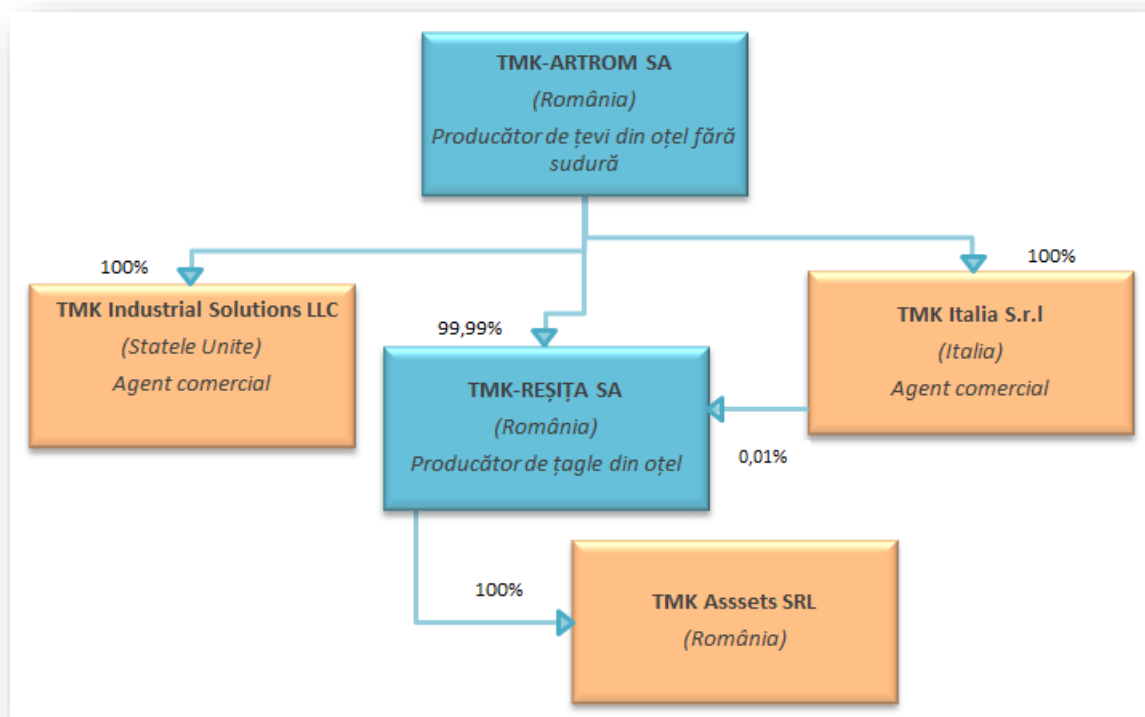 TMK-ARTROM SA
(România)
Producător de țevi din oțel fără
sudură
100%
100%
TMK Industrial Solutions LLC
(Statele Unite)
Agent comercial
TMK Italia S.r.l
(Italia)
Agent comercial
99,99%
TMK-REȘIȚA SA
(România)
Producător de țagle din oțel
0,01%
100%
TMK Asssets SRL
(România)